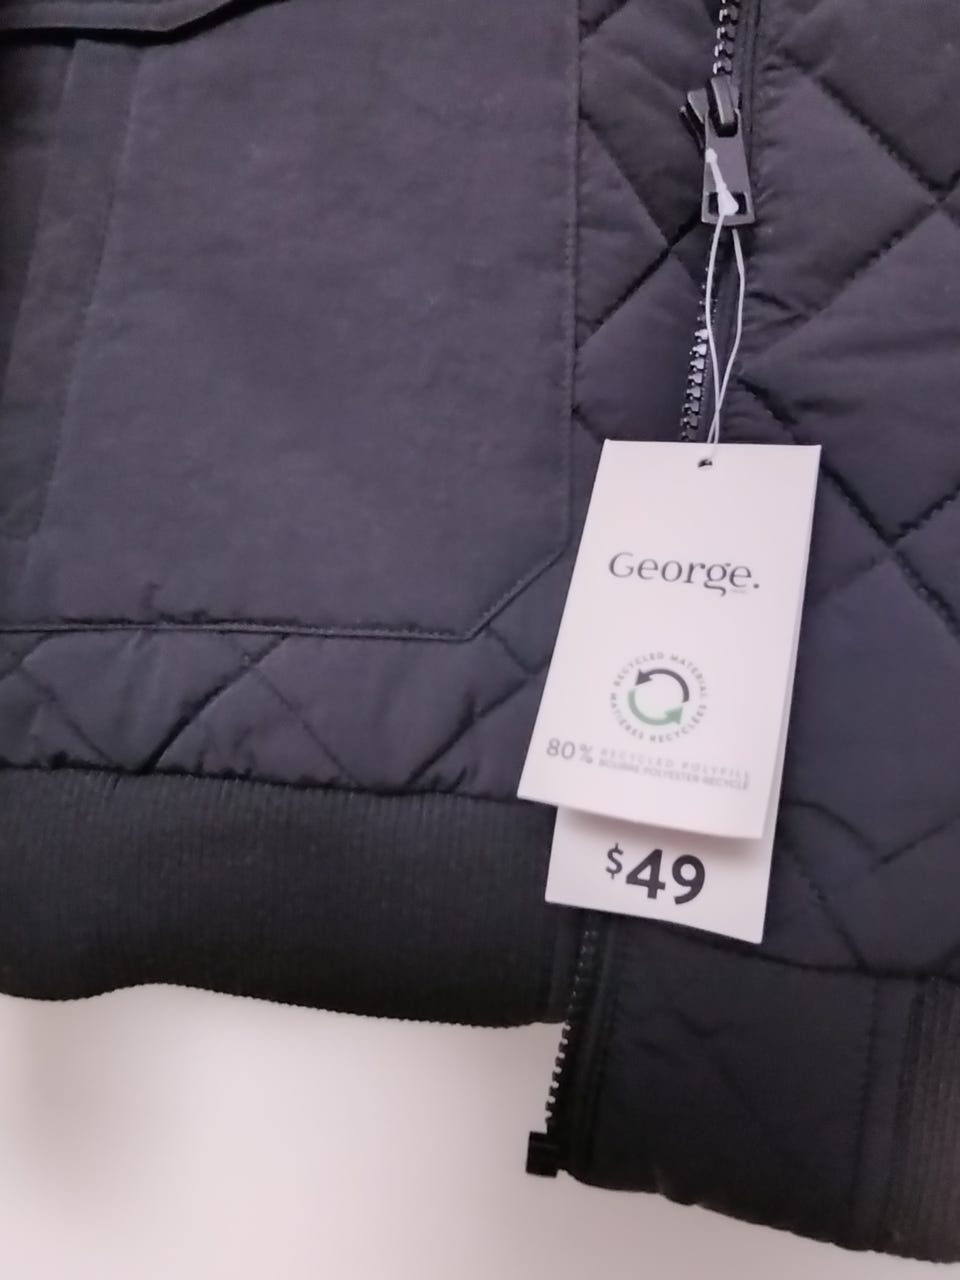 George.
RECYCLED MATERIAL
MATIÈRES RECYCLÉES
80% RECYCLED POLYFILL
BOURRE POLYESTER RECYCLÉ
$49